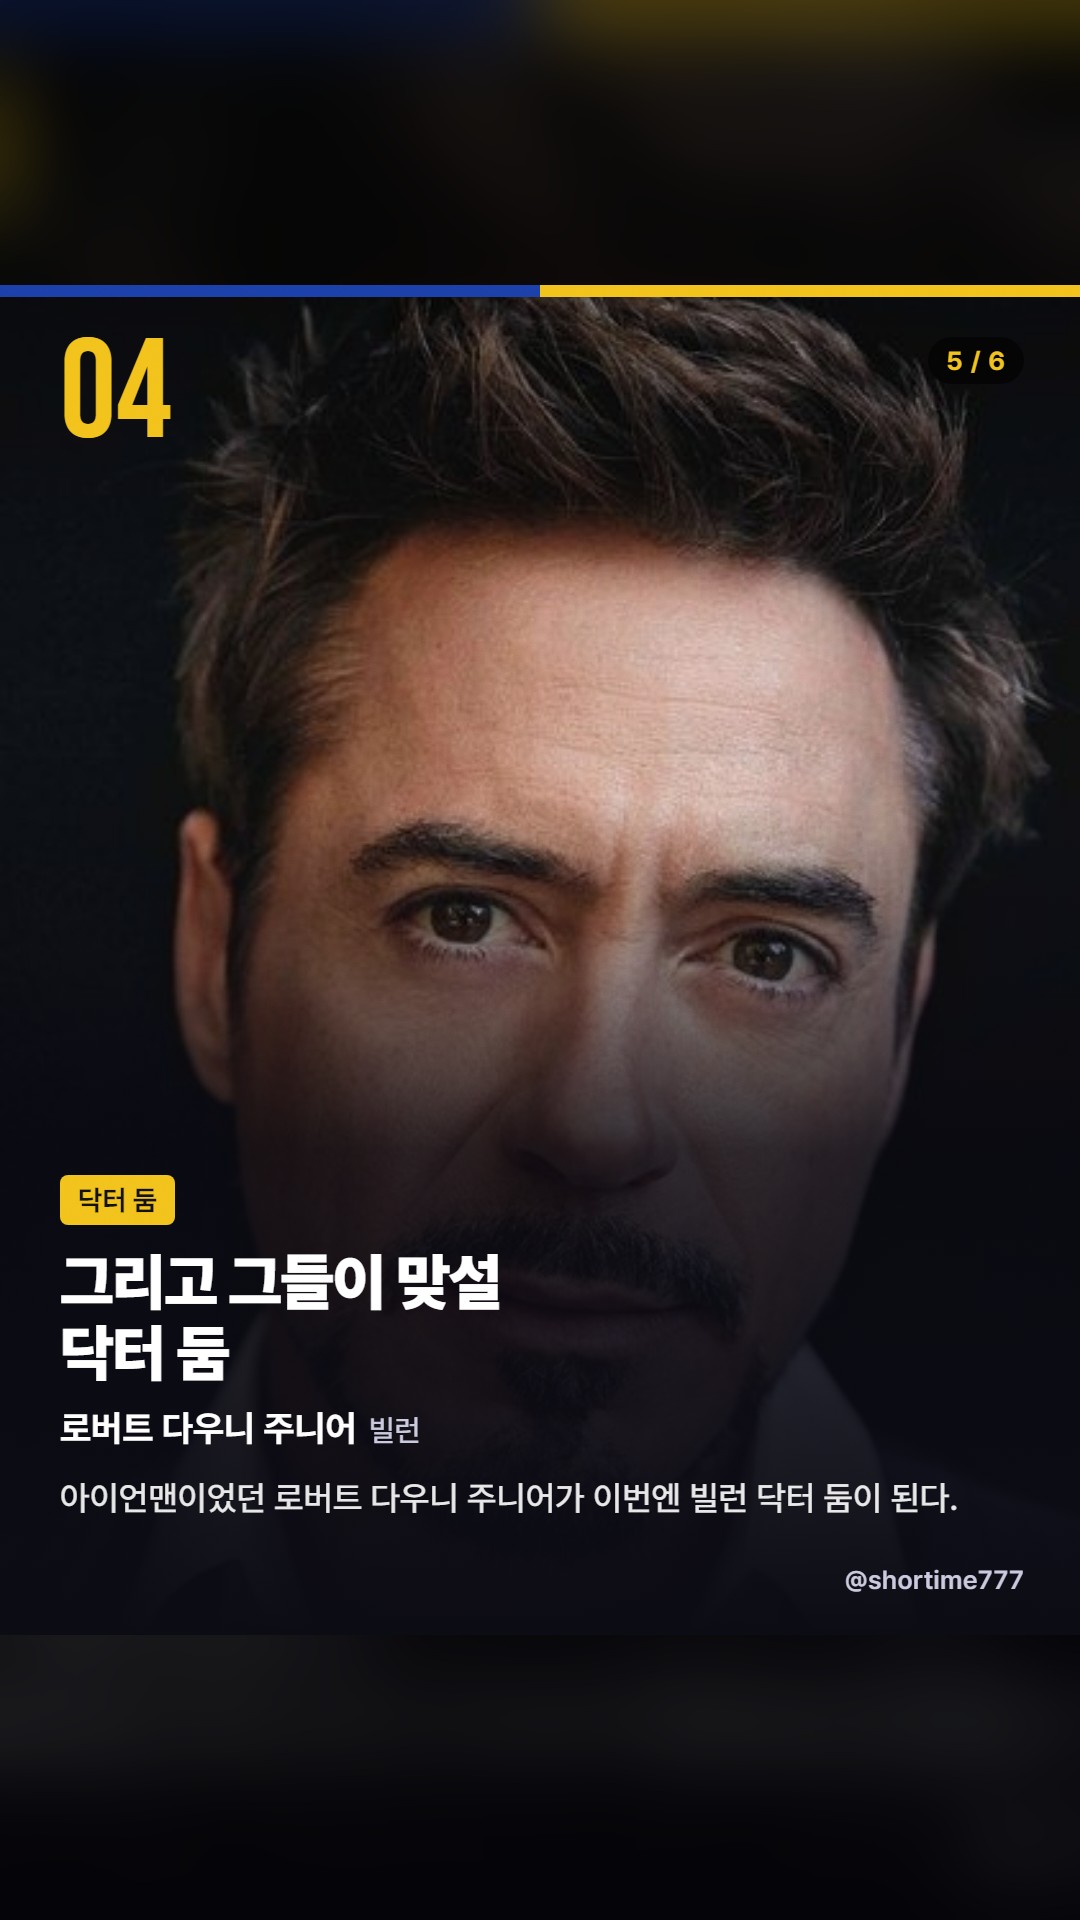 04
5 / 6
닥터 둠
그리고 그들이 맞설
닥터 둠
로버트 다우니 주니어 빌런
아이언맨이었던 로버트 다우니 주니어가 이번엔 빌런 닥터 둠이 된다.
@shortime777